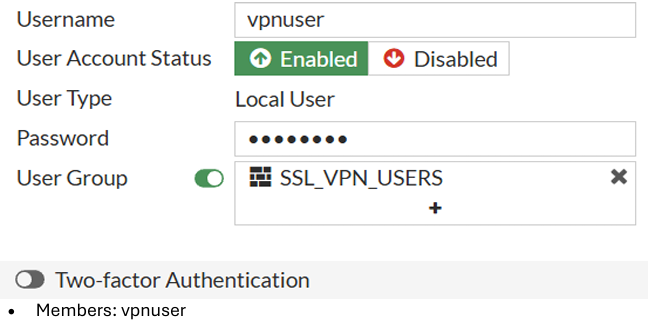 Username vpnuser
User Account Status Enabled Disabled
User Type Local User
Password ••••••••
User Group SSL_VPN_USERS
+
Two-factor Authentication
• Members: vpnuser